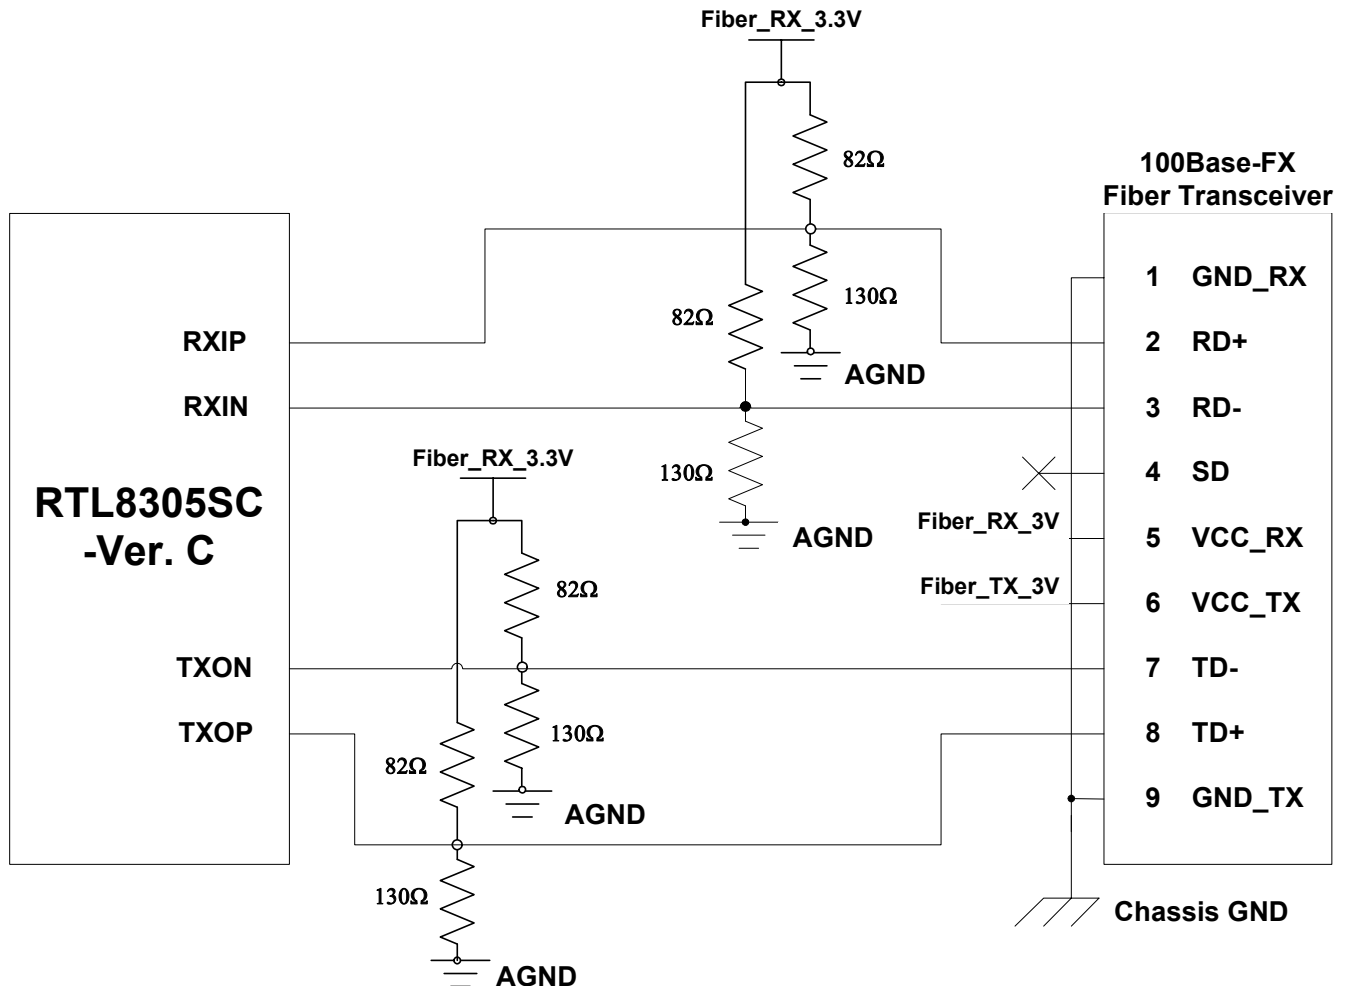 Fiber_RX_3.3V
82Ω
100Base-FX
Fiber Transceiver
1 GND_RX
130Ω
82Ω
RXIP
2 RD+
AGND
RXIN
3 RD-
Fiber_RX_3.3V
130Ω
4 SD
RTL8305SC
-Ver. C
Fiber_RX_3V
AGND
5 VCC_RX
82Ω
Fiber_TX_3V
6 VCC_TX
TXON
7 TD-
TXOP
130Ω
8 TD+
82Ω
9 GND_TX
AGND
130Ω
Chassis GND
AGND